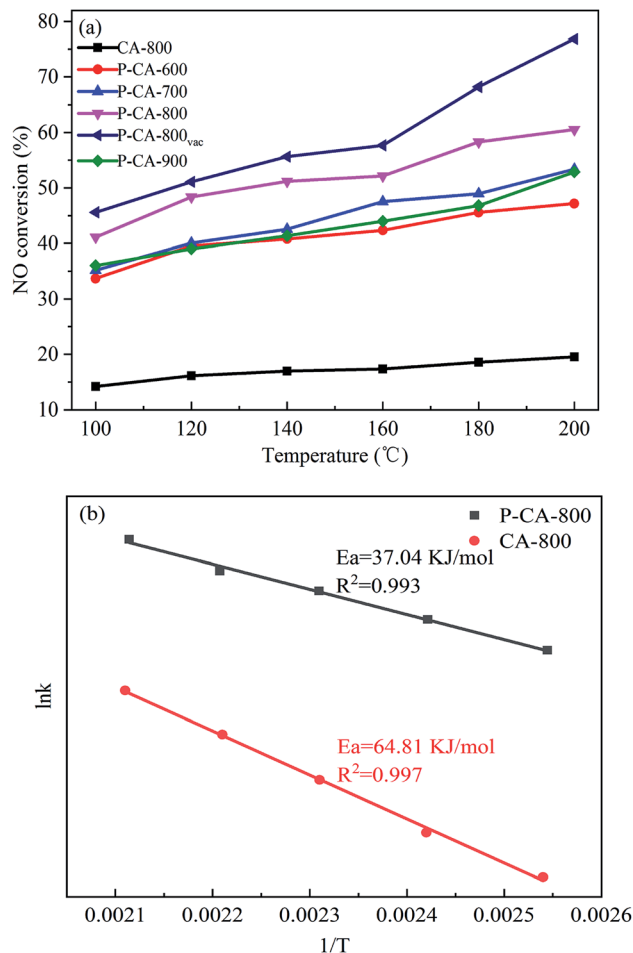 (a)
CA-800
P-CA-600
P-CA-700
P-CA-800
P-CA-800vac
P-CA-900
NO conversion (%)
80
70
60
50
40
30
20
10
100 120 140 160 180 200
Temperature (℃)
(b)
P-CA-800
CA-800
Ea=37.04 KJ/mol
R²=0.993
lnk
Ea=64.81 KJ/mol
R²=0.997
0.0021 0.0022 0.0023 0.0024 0.0025 0.0026
1/T